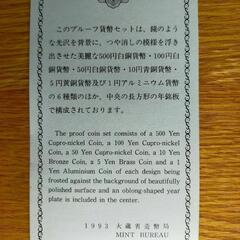 このプルーフ貨幣セットは、鏡のよう
な光沢を背景に、つや消しの模様を浮き
出させた美麗な500円白銅貨幣・100円白
銅貨幣・50円白銅貨幣・10円青銅貨幣・
5円黄銅貨幣及び1円アルミニウム貨幣
の6種類のほか、中央の長方形の年銘板
で構成されております。
The proof coin set consists of a 500 Yen
Cupro-nickel Coin, a 100 Yen Cupro-nickel
Coin, a 50 Yen Cupro-nickel Coin, a 10 Yen
Bronze Coin, a 5 Yen Brass Coin and a 1
Yen Aluminium Coin of each design being
frosted against the background of beautifully
polished surface and an oblong-shaped year
plate is included in the center.
1993 大蔵省造幣局
MINT BUREAU